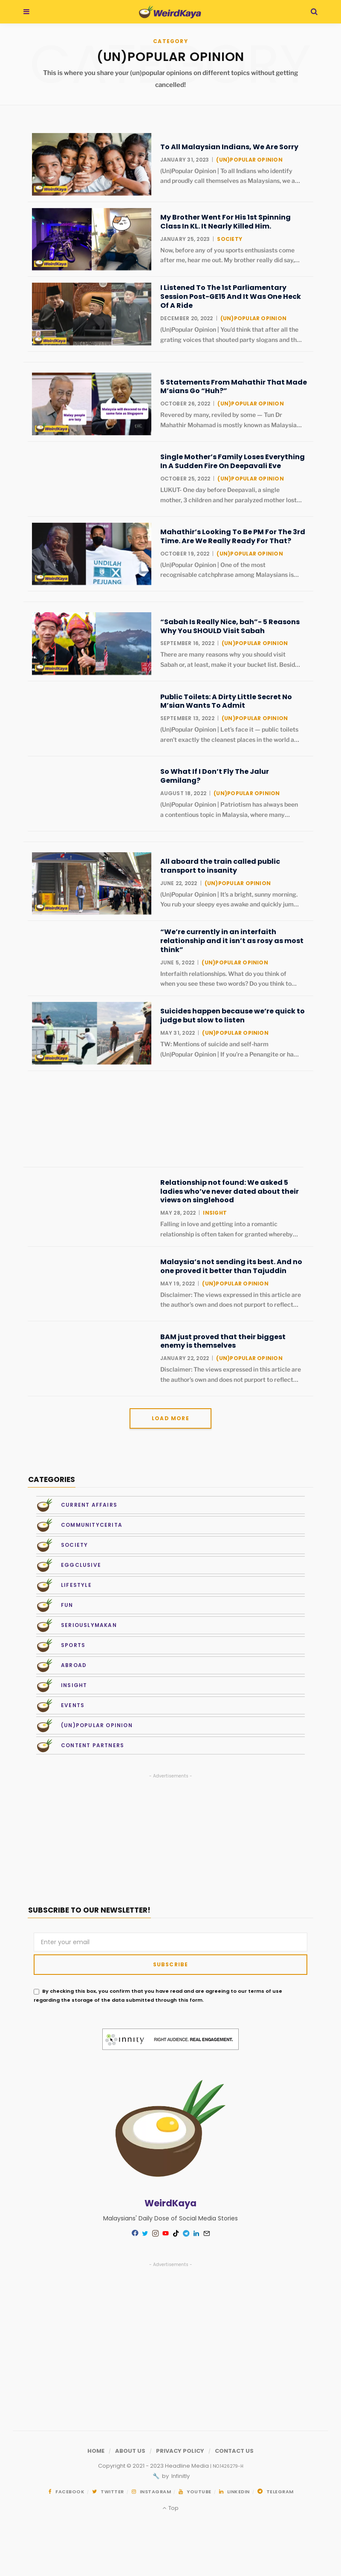 WeirdKaya
CATEGORY
(UN)POPULAR OPINION
This is where you share your (un)popular opinions on different topics without getting
cancelled!
To All Malaysian Indians, We Are Sorry
JANUARY 31, 2023 | (UN)POPULAR OPINION
(Un)Popular Opinion | To all Indians who identify
and proudly call themselves as Malaysians, we a...
My Brother Went For His 1st Spinning
Class In KL. It Nearly Killed Him.
JANUARY 25, 2023 | SOCIETY
Now, before any of you sports enthusiasts come
after me, hear me out. My brother really did say,...
I Listened To The 1st Parliamentary
Session Post-GE15 And It Was One Heck
Of A Ride
DECEMBER 20, 2022 | (UN)POPULAR OPINION
(Un)Popular Opinion | You'd think that after all the
grating voices that shouted party slogans and th...
Malay people are lazy
Malaysia will descend to the same fate as Singapore
5 Statements From Mahathir That Made
M'sians Go "Huh?"
OCTOBER 28, 2022 | (UN)POPULAR OPINION
Revered by many, reviled by some — Tun Dr
Mahathir Mohamad is mostly known as Malaysia...
Single Mother's Family Loses Everything
In A Sudden Fire On Deepavali Eve
OCTOBER 25, 2022 | (UN)POPULAR OPINION
LUKUT- One day before Deepavali, a single
mother, 3 children and her paralyzed mother lost...
UNDILAH PEJUANG
Mahathir's Looking To Be PM For The 3rd
Time. Are We Really Ready For That?
OCTOBER 19, 2022 | (UN)POPULAR OPINION
(Un)Popular Opinion | One of the most
recognisable catchphrase among Malaysians is...
"Sabah Is Really Nice, bah"- 5 Reasons
Why You SHOULD Visit Sabah
SEPTEMBER 16, 2022 | (UN)POPULAR OPINION
There are many reasons why you should visit
Sabah or, at least, make it your bucket list. Besid...
Public Toilets: A Dirty Little Secret No
M'sian Wants To Admit
SEPTEMBER 13, 2022 | (UN)POPULAR OPINION
(Un)Popular Opinion | Let's face it — public toilets
aren't exactly the cleanest places in the world a...
So What If I Don't Fly The Jalur
Gemilang?
AUGUST 18, 2022 | (UN)POPULAR OPINION
(Un)Popular Opinion | Patriotism has always been
a contentious topic in Malaysia, where many...
All aboard the train called public
transport to insanity
JUNE 22, 2022 | (UN)POPULAR OPINION
(Un)Popular Opinion | It's a bright, sunny morning.
You rub your sleepy eyes awake and quickly jum...
"We're currently in an interfaith
relationship and it isn't as rosy as most
think"
JUNE 5, 2022 | (UN)POPULAR OPINION
Interfaith relationships. What do you think of
when you see these two words? Do you think to...
Suicides happen because we're quick to
judge but slow to listen
MAY 31, 2022 | (UN)POPULAR OPINION
TW: Mentions of suicide and self-harm
(Un)Popular Opinion | If you're a Penangite or ha...
Relationship not found: We asked 5
ladies who've never dated about their
views on singlehood
MAY 28, 2022 | INSIGHT
Falling in love and getting into a romantic
relationship is often taken for granted whereby...
Malaysia's not sending its best. And no
one proved it better than Tajuddin
MAY 19, 2022 | (UN)POPULAR OPINION
Disclaimer: The views expressed in this article are
the author's own and does not purport to reflect...
BAM just proved that their biggest
enemy is themselves
JANUARY 22, 2022 | (UN)POPULAR OPINION
Disclaimer: The views expressed in this article are
the author's own and does not purport to reflect...
LOAD MORE
CATEGORIES
CURRENT AFFAIRS
COMMUNITYCERITA
SOCIETY
EGGCLUSIVE
LIFESTYLE
FUN
SERIOUSLYMAKAN
SPORTS
ABROAD
INSIGHT
EVENTS
(UN)POPULAR OPINION
CONTENT PARTNERS
- Advertisements -
SUBSCRIBE TO OUR NEWSLETTER!
Enter your email
SUBSCRIBE
By checking this box, you confirm that you have read and are agreeing to our terms of use
regarding the storage of the data submitted through this form.
innity RIGHT AUDIENCE. REAL ENGAGEMENT.
WeirdKaya
Malaysians' Daily Dose of Social Media Stories
- Advertisements -
HOME / ABOUT US / PRIVACY POLICY / CONTACT US
by Infinitly
FACEBOOK TWITTER INSTAGRAM YOUTUBE LINKEDIN TELEGRAM
Top